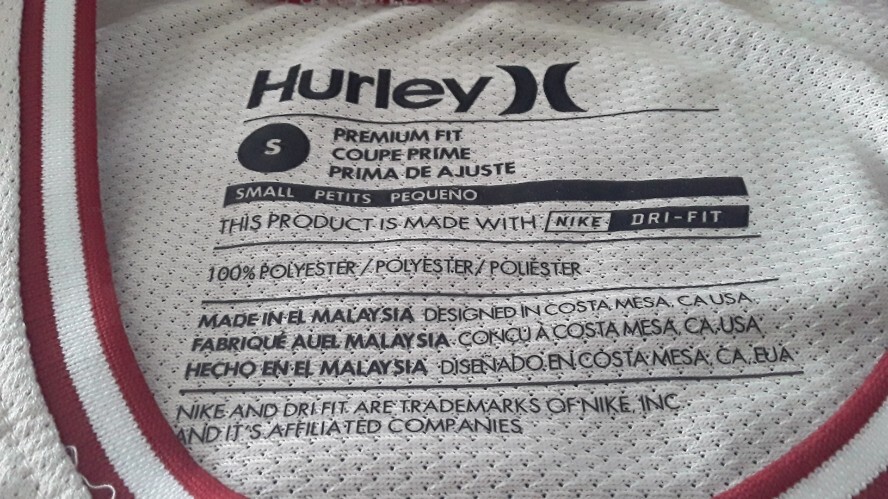 Hurley
S
PREMIUM FIT
COUPE PRIME
PRIMA DE AJUSTE
SMALL PETITS PEQUEÑO
THIS PRODUCT IS MADE WITH NIKE DRI-FIT
100% POLYESTER / POLYESTER / POLIESTER
MADE IN EL MALAYSIA DESIGNED IN COSTA MESA, CA USA
FABRIQUÉ AUEL MALAYSIA CONÇU À COSTA MESA, CA, USA
HECHO EN EL MALAYSIA DISEÑADO EN COSTA MESA, CA, EUA
NIKE AND DRI.FIT. ARE TRADEMARKS OF NIKE, INC.
AND IT'S AFFILIATED COMPANIES